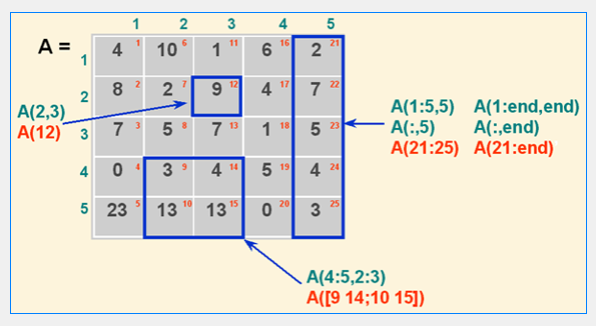 1 2 3 4 5
A =
1 4 1 10 6 1 11 6 16 2 21
2 8 2 2 7 9 12 4 17 7 22
3 7 3 5 8 7 13 1 18 5 23
4 0 4 3 9 4 14 5 19 4 24
5 23 5 13 10 13 15 0 20 3 25
A(2,3)
A(12)
A(1:5,5) A(1:end,end)
A(:,5) A(:,end)
A(21:25) A(21:end)
A(4:5,2:3)
A([9 14;10 15])